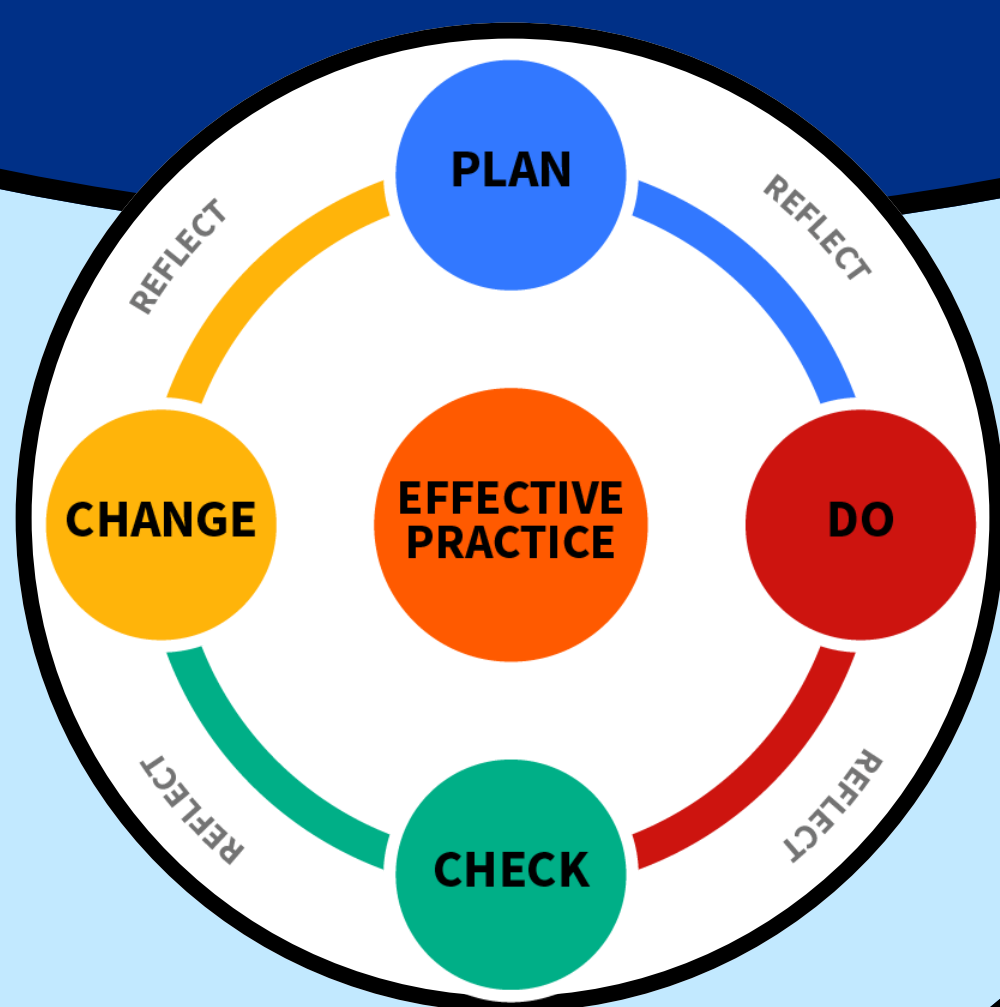 PLAN
REFLECT
REFLECT
CHANGE
EFFECTIVE
PRACTICE
DO
REFLECT
REFLECT
CHECK